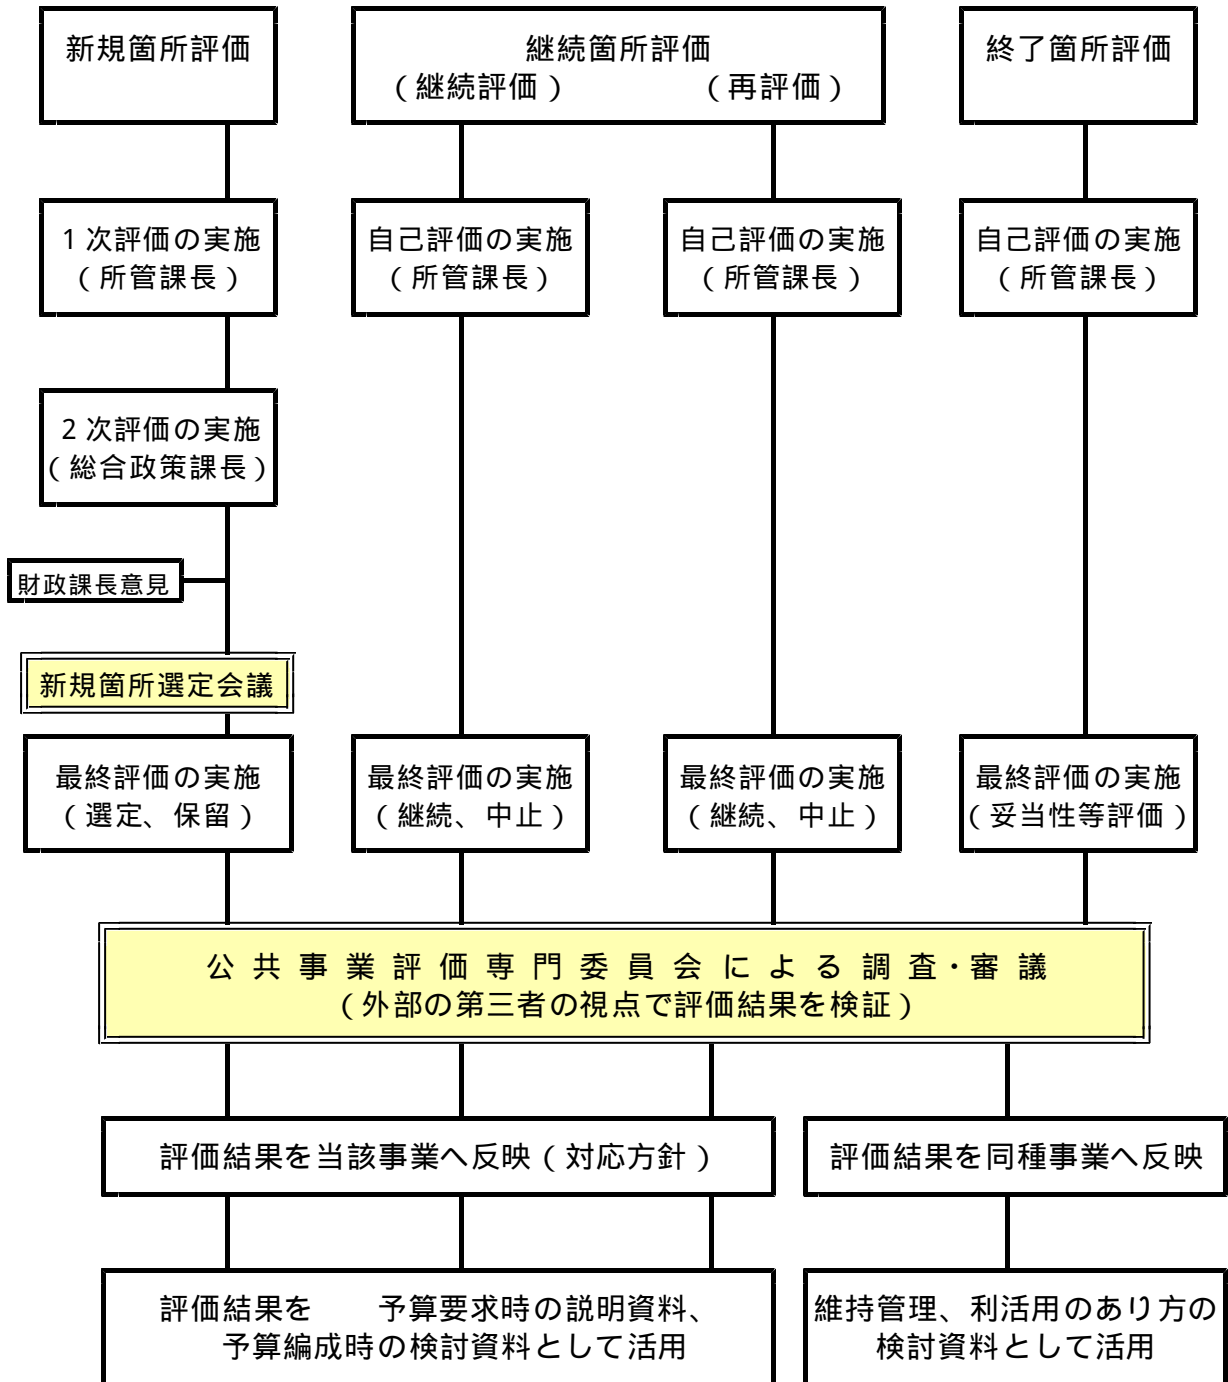 新規箇所評価
継続箇所評価
（継続評価）　　　　（再評価）
終了箇所評価
1次評価の実施
（所管課長）
自己評価の実施
（所管課長）
自己評価の実施
（所管課長）
自己評価の実施
（所管課長）
2次評価の実施
（総合政策課長）
財政課長意見
新規箇所選定会議
最終評価の実施
（選定、保留）
最終評価の実施
（継続、中止）
最終評価の実施
（継続、中止）
最終評価の実施
（妥当性等評価）
公共事業評価専門委員会による調査・審議
（外部の第三者の視点で評価結果を検証）
評価結果を当該事業へ反映（対応方針）
評価結果を同種事業へ反映
評価結果を　　予算要求時の説明資料、
予算編成時の検討資料として活用
維持管理、利活用のあり方の
検討資料として活用